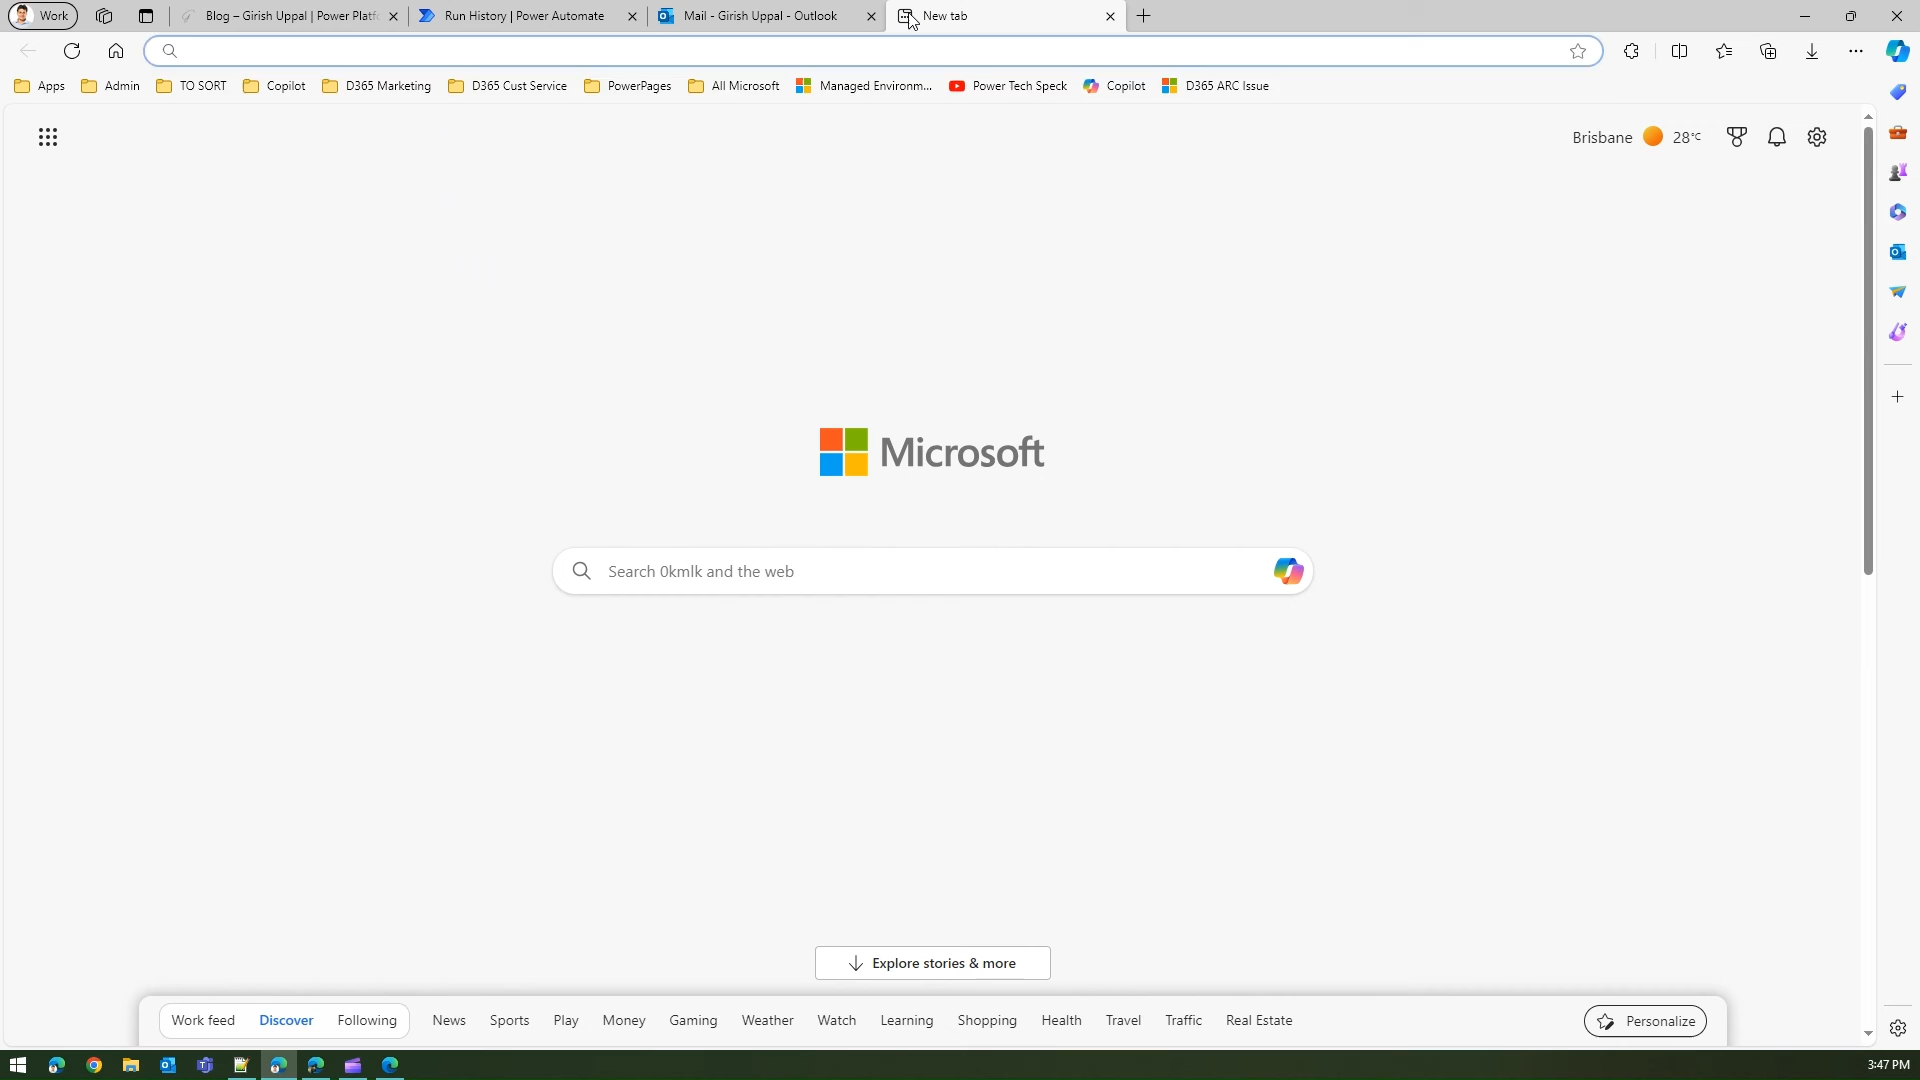 Work
Blog – Girish Uppal | Power Platf
Run History | Power Automate
Mail - Girish Uppal - Outlook
New tab
Apps
Admin
TO SORT
Copilot
D365 Marketing
D365 Cust Service
PowerPages
All Microsoft
Managed Environm...
Power Tech Speck
Copilot
D365 ARC Issue
Brisbane 28°C
Microsoft
Search 0kmlk and the web
Explore stories & more
Work feed
Discover
Following
News
Sports
Play
Money
Gaming
Weather
Watch
Learning
Shopping
Health
Travel
Traffic
Real Estate
Personalize
3:47 PM